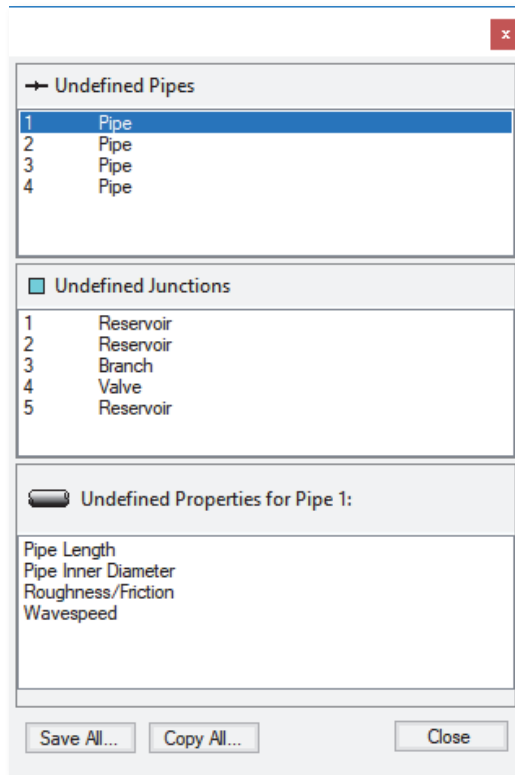 x
Undefined Pipes
1 Pipe
2 Pipe
3 Pipe
4 Pipe
Undefined Junctions
1 Reservoir
2 Reservoir
3 Branch
4 Valve
5 Reservoir
Undefined Properties for Pipe 1:
Pipe Length
Pipe Inner Diameter
Roughness/Friction
Wavespeed
Save All... Copy All... Close